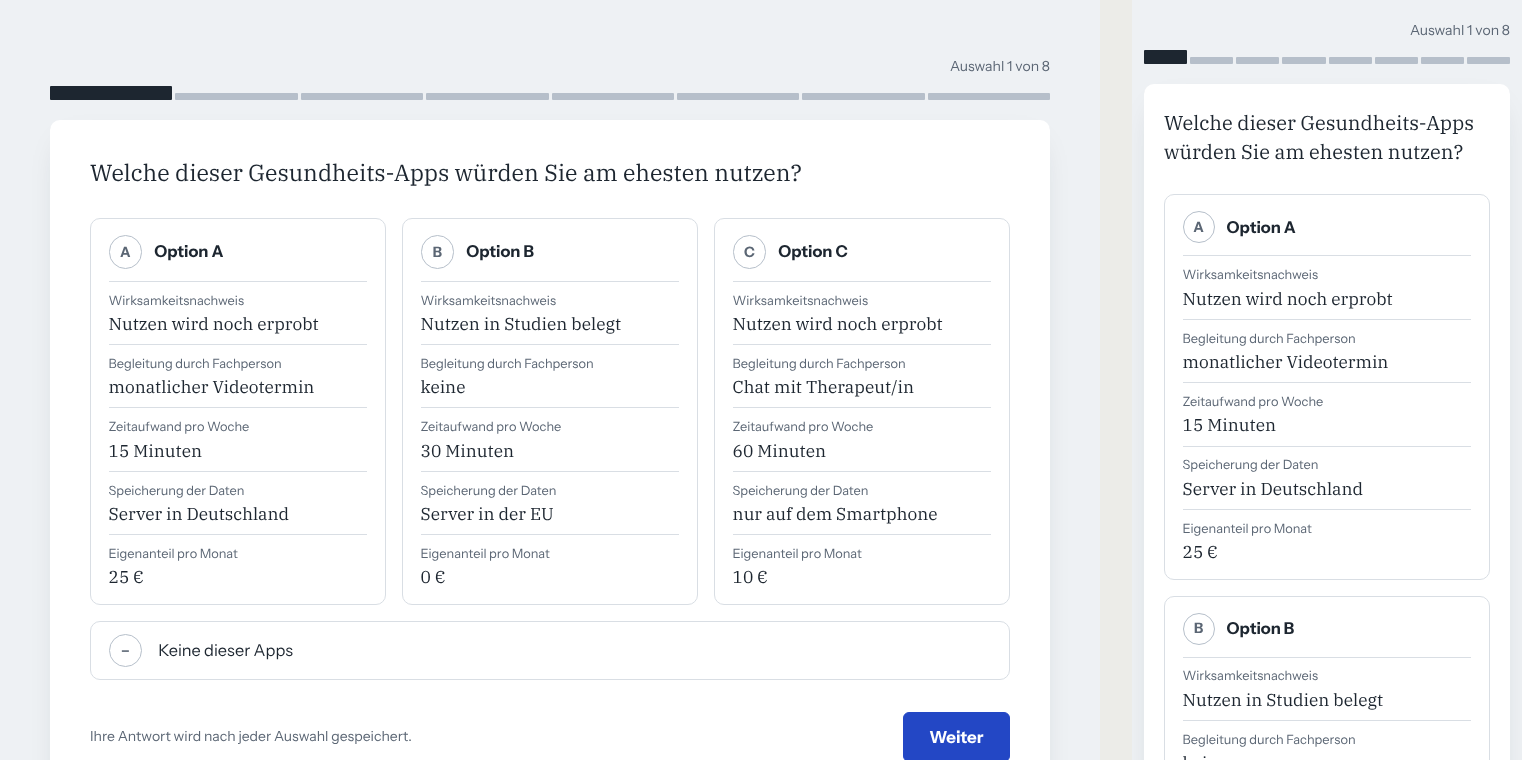 Auswahl 1 von 8
Welche dieser Gesundheits-Apps würden Sie am ehesten nutzen?
A Option A
Wirksamkeitsnachweis
Nutzen wird noch erprobt
Begleitung durch Fachperson
monatlicher Videotermin
Zeitaufwand pro Woche
15 Minuten
Speicherung der Daten
Server in Deutschland
Eigenanteil pro Monat
25 €
B Option B
Wirksamkeitsnachweis
Nutzen in Studien belegt
Begleitung durch Fachperson
keine
Zeitaufwand pro Woche
30 Minuten
Speicherung der Daten
Server in der EU
Eigenanteil pro Monat
0 €
C Option C
Wirksamkeitsnachweis
Nutzen wird noch erprobt
Begleitung durch Fachperson
Chat mit Therapeut/in
Zeitaufwand pro Woche
60 Minuten
Speicherung der Daten
nur auf dem Smartphone
Eigenanteil pro Monat
10 €
– Keine dieser Apps
Ihre Antwort wird nach jeder Auswahl gespeichert.
Weiter
Auswahl 1 von 8
Welche dieser Gesundheits-Apps
würden Sie am ehesten nutzen?
A Option A
Wirksamkeitsnachweis
Nutzen wird noch erprobt
Begleitung durch Fachperson
monatlicher Videotermin
Zeitaufwand pro Woche
15 Minuten
Speicherung der Daten
Server in Deutschland
Eigenanteil pro Monat
25 €
B Option B
Wirksamkeitsnachweis
Nutzen in Studien belegt
Begleitung durch Fachperson